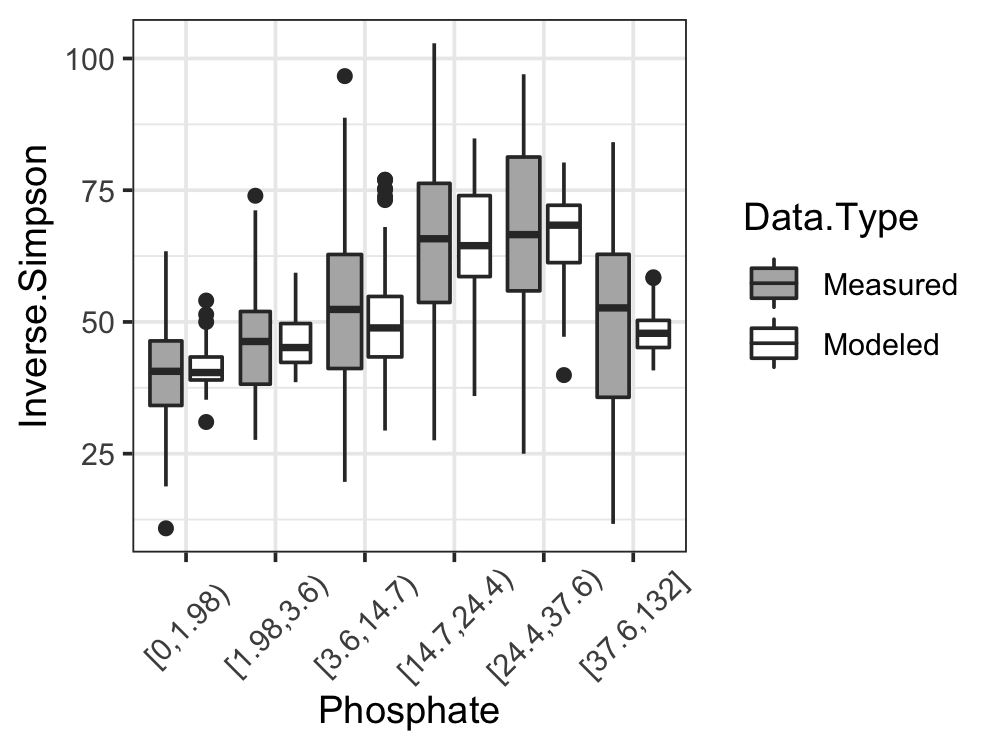 Inverse.Simpson
100
75
50
25
[0,1.98)
[1.98,3.6)
[3.6,14.7)
[14.7,24.4)
[24.4,37.6)
[37.6,132]
Phosphate
Data.Type
Measured
Modeled